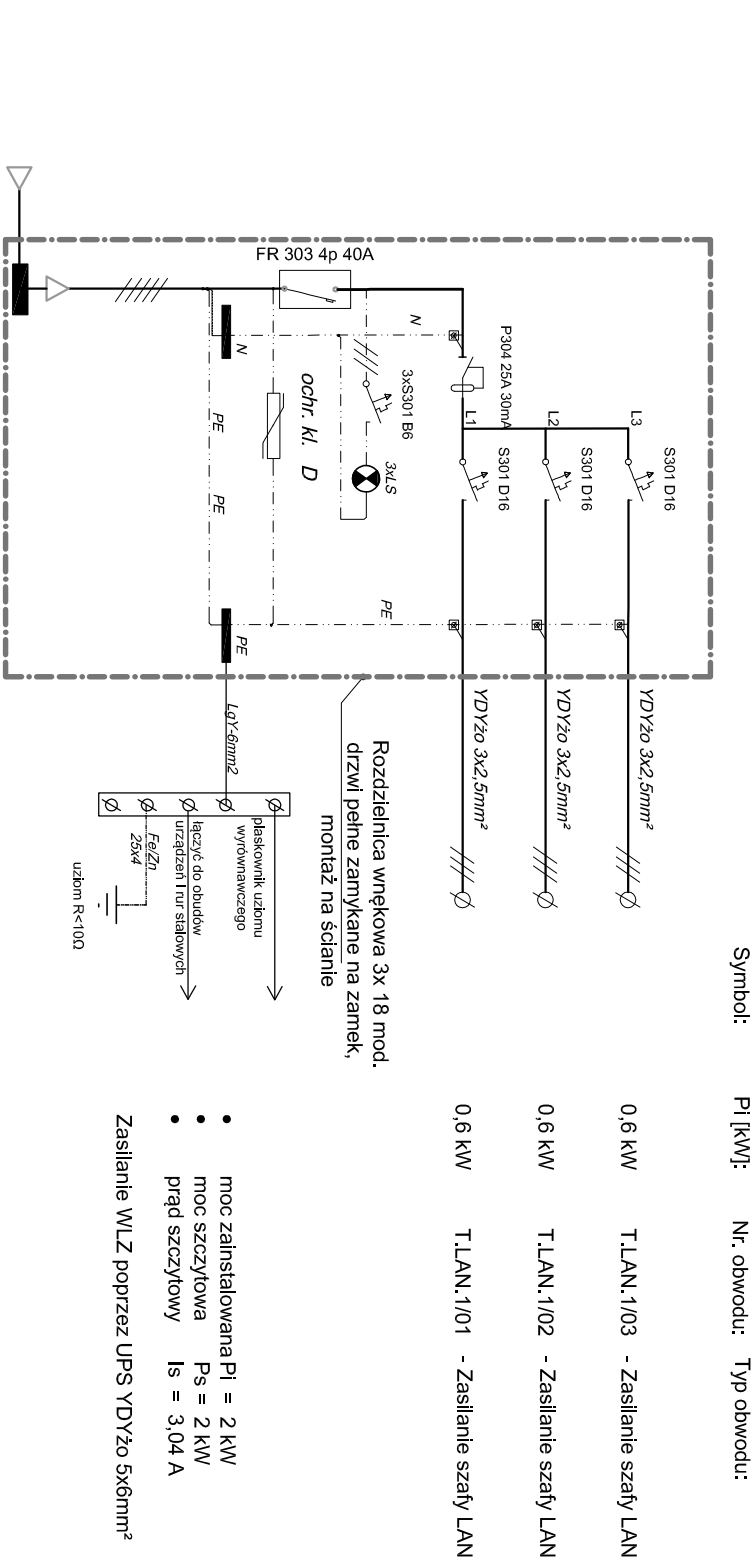 Symbol:
Pi [kW]:
Nr. obwodu:
Typ obwodu:
FR 303 4p 40A
N
P304 25A 30mA
L3
S301 D16
YDYżo 3x2,5mm²
0,6 kW
T.LAN.1/03
- Zasilanie szafy LAN
L2
S301 D16
YDYżo 3x2,5mm²
0,6 kW
T.LAN.1/02
- Zasilanie szafy LAN
L1
S301 D16
YDYżo 3x2,5mm²
0,6 kW
T.LAN.1/01
- Zasilanie szafy LAN
3xS301 B6
3xLS
PE
ochr. kl. D
N
PE
PE
PE
Rozdzielnica wnękowa 3x 18 mod.
drzwi pełne zamykane na zamek,
montaż na ścianie
LgY-6mm2
płaskownik uziomu
wyrównawczego
łączyć do obudów
urządzeń I rur stalowych
Fe/Zn
25x4
uziom R<10Ω
• moc zainstalowana Pi = 2 kW
• moc szczytowa Ps = 2 kW
• prąd szczytowy Is = 3,04 A
Zasilanie WLZ poprzez UPS YDYżo 5x6mm²